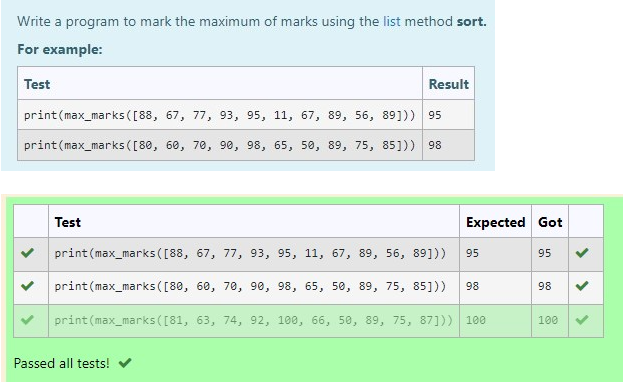 Write a program to mark the maximum of marks using the list method sort.
For example:
Test Result
print(max_marks([88, 67, 77, 93, 95, 11, 67, 89, 56, 89])) 95
print(max_marks([80, 60, 70, 90, 98, 65, 50, 89, 75, 85])) 98
Test Expected Got
print(max_marks([88, 67, 77, 93, 95, 11, 67, 89, 56, 89])) 95 95
print(max_marks([80, 60, 70, 90, 98, 65, 50, 89, 75, 85])) 98 98
print(max_marks([81, 63, 74, 92, 100, 66, 50, 89, 75, 87])) 100 100
Passed all tests!